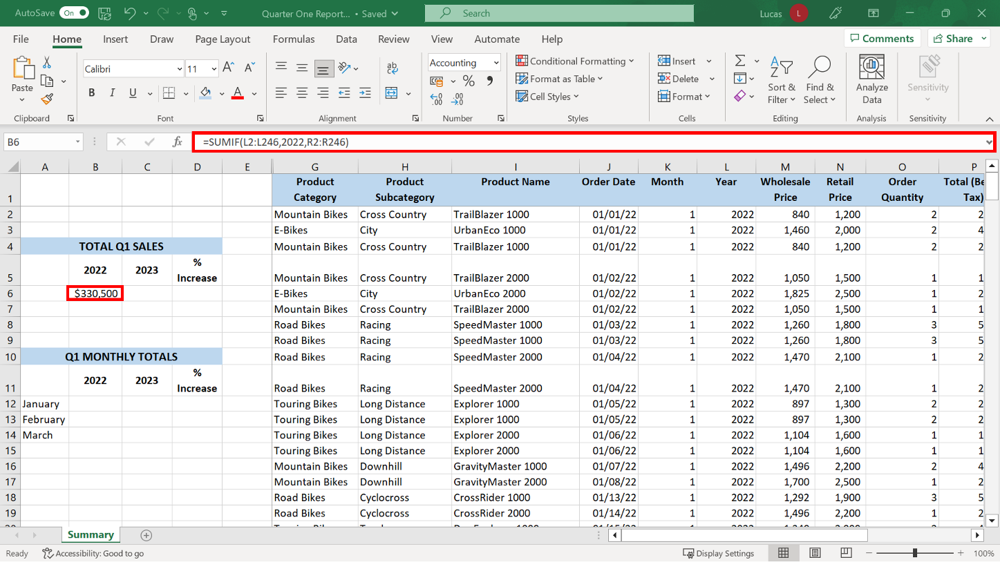 AutoSave On Quarter One Report... • Saved Search Lucas L
File Home Insert Draw Page Layout Formulas Data Review View Automate Help Comments Share
Paste
Calibri 11
B I U A
Accounting
% 9
Conditional Formatting
Format as Table
Cell Styles
Insert
Delete
Format
Sort & Filter
Find & Select
Analyze Data
Sensitivity
Clipboard Font Alignment Number Styles Cells Editing Analysis Sensitivity
B6 fx =SUMIF(L2:L246,2022,R2:R246)
A B C D E G H I J K L M N O P
1 Product Category Product Subcategory Product Name Order Date Month Year Wholesale Price Retail Price Order Quantity Total (Be Tax)
2 Mountain Bikes Cross Country TrailBlazer 1000 01/01/22 1 2022 840 1,200 2 2
3 E-Bikes City UrbanEco 1000 01/01/22 1 2022 1,460 2,000 2 4
4 TOTAL Q1 SALES Mountain Bikes Cross Country TrailBlazer 1000 01/01/22 1 2022 840 1,200 2 2
5 2022 2023 % Increase Mountain Bikes Cross Country TrailBlazer 2000 01/02/22 1 2022 1,050 1,500 1 1
6 $330,500 E-Bikes City UrbanEco 2000 01/02/22 1 2022 1,825 2,500 1 2
7 Mountain Bikes Cross Country TrailBlazer 2000 01/02/22 1 2022 1,050 1,500 1 1
8 Road Bikes Racing SpeedMaster 1000 01/03/22 1 2022 1,260 1,800 3 5
9 Road Bikes Racing SpeedMaster 1000 01/03/22 1 2022 1,260 1,800 3 5
10 Q1 MONTHLY TOTALS Road Bikes Racing SpeedMaster 2000 01/04/22 1 2022 1,470 2,100 1 2
11 2022 2023 % Increase Road Bikes Racing SpeedMaster 2000 01/04/22 1 2022 1,470 2,100 1 2
12 January Touring Bikes Long Distance Explorer 1000 01/05/22 1 2022 897 1,300 2 2
13 February Touring Bikes Long Distance Explorer 1000 01/05/22 1 2022 897 1,300 2 2
14 March Touring Bikes Long Distance Explorer 2000 01/06/22 1 2022 1,104 1,600 1 1
15 Touring Bikes Long Distance Explorer 2000 01/06/22 1 2022 1,104 1,600 1 1
16 Mountain Bikes Downhill GravityMaster 1000 01/07/22 1 2022 1,496 2,200 2 4
17 Mountain Bikes Downhill GravityMaster 2000 01/08/22 1 2022 1,700 2,500 1 2
18 Road Bikes Cyclocross CrossRider 1000 01/13/22 1 2022 1,292 1,900 3 5
19 Road Bikes Cyclocross CrossRider 2000 01/14/22 1 2022 1,496 2,200 1 2
Summary
Ready Accessibility: Good to go Display Settings 100%